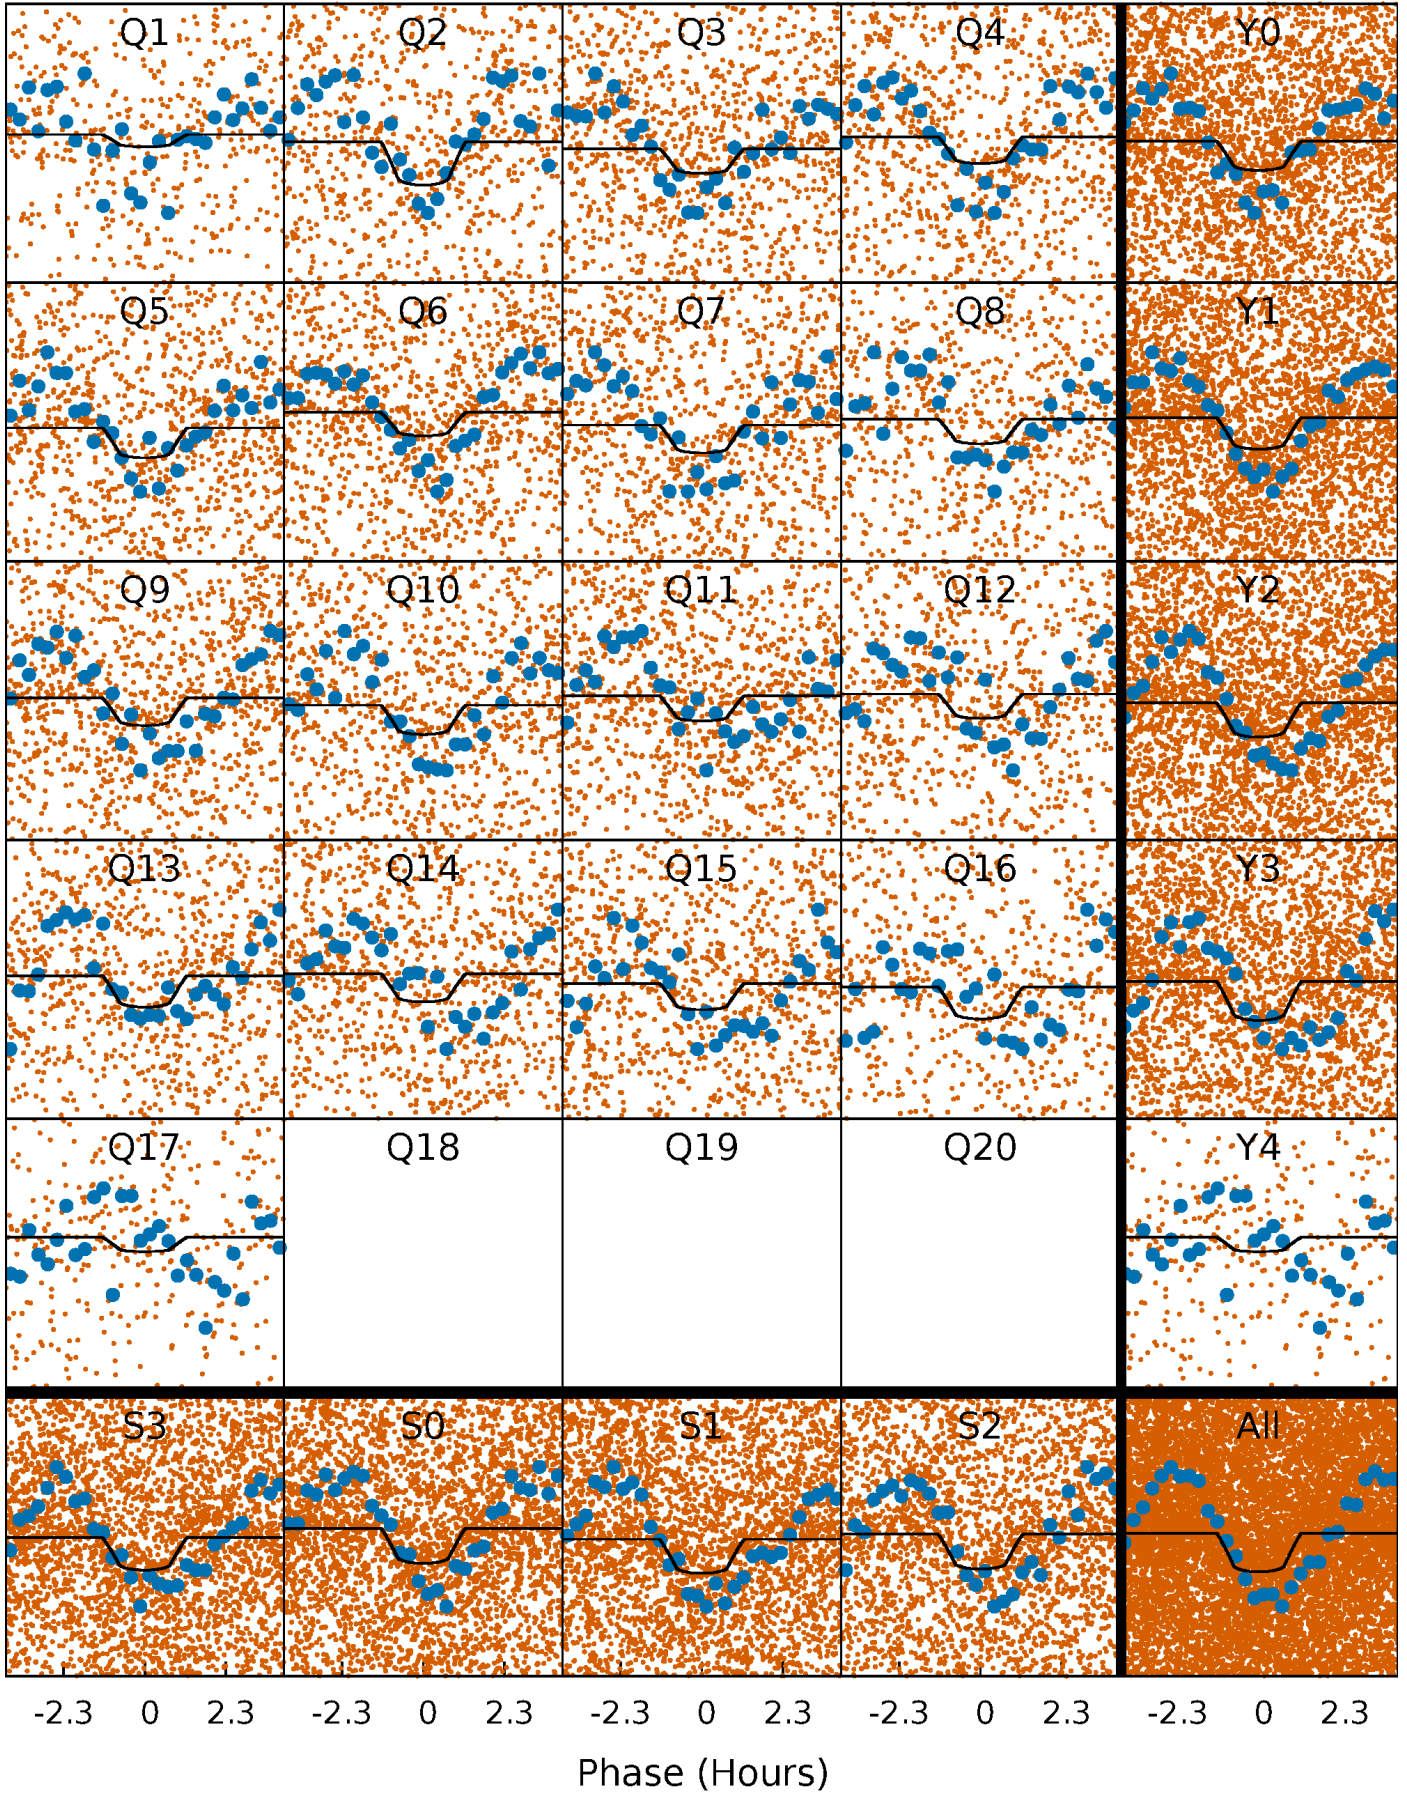 Q1 Q2 Q3 Q4 Y0
Q5 Q6 Q7 Q8 Y1
Q9 Q10 Q11 Q12 Y2
Q13 Q14 Q15 Q16 Y3
Q17 Q18 Q19 Q20 Y4
S3 S0 S1 S2 All
-2.3 0 2.3 -2.3 0 2.3 -2.3 0 2.3 -2.3 0 2.3 -2.3 0 2.3
Phase (Hours)